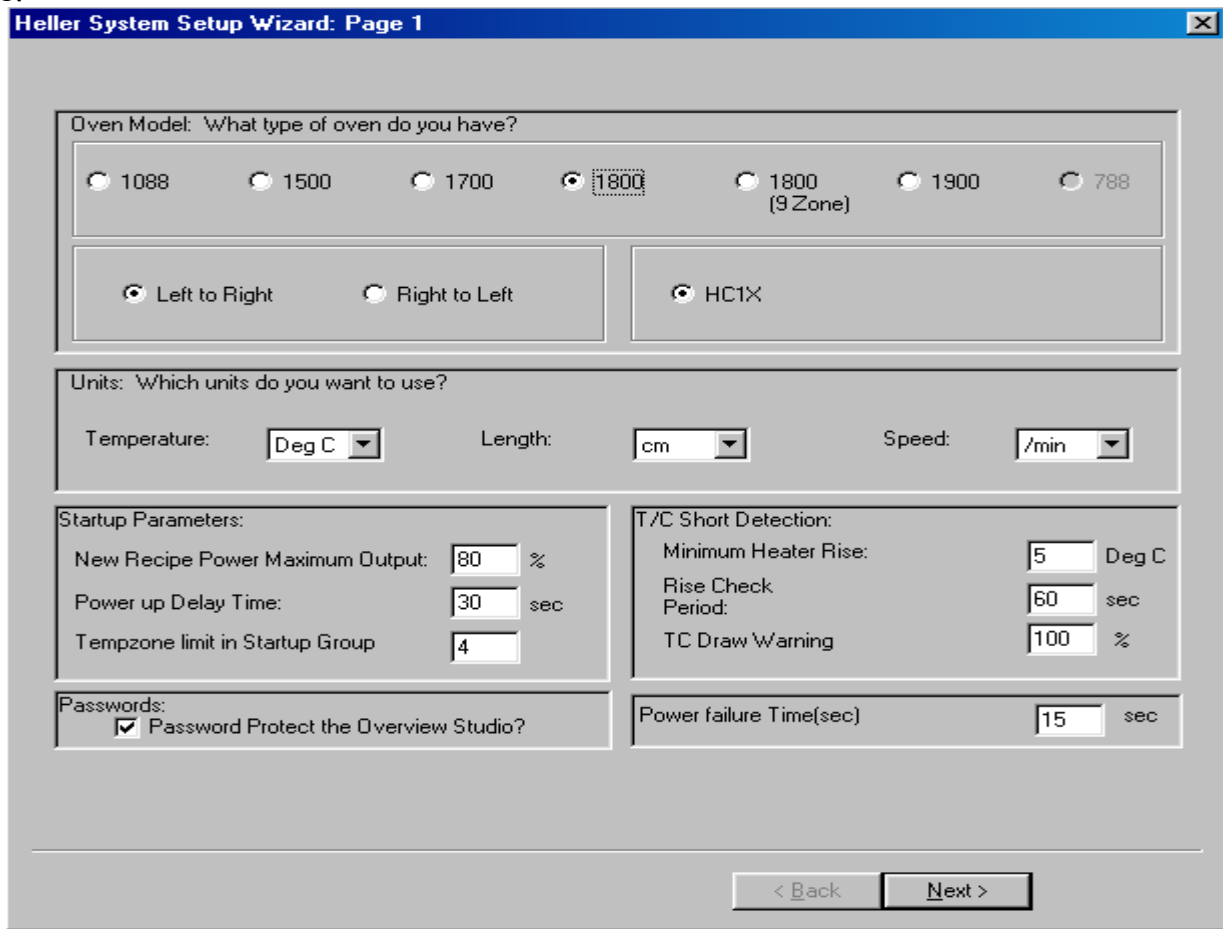 Heller System Setup Wizard: Page 1
Oven Model: What type of oven do you have?
1088 1500 1700 1800 1800 (9 Zone) 1900 788
Left to Right Right to Left HC1X
Units: Which units do you want to use?
Temperature: Deg C Length: cm Speed: /min
Startup Parameters:
New Recipe Power Maximum Output: 80 %
Power up Delay Time: 30 sec
Tempzone limit in Startup Group 4
T/C Short Detection:
Minimum Heater Rise: 5 Deg C
Rise Check
Period: 60 sec
TC Draw Warning 100 %
Passwords:
Password Protect the Overview Studio?
Power failure Time(sec) 15 sec
< Back Next >